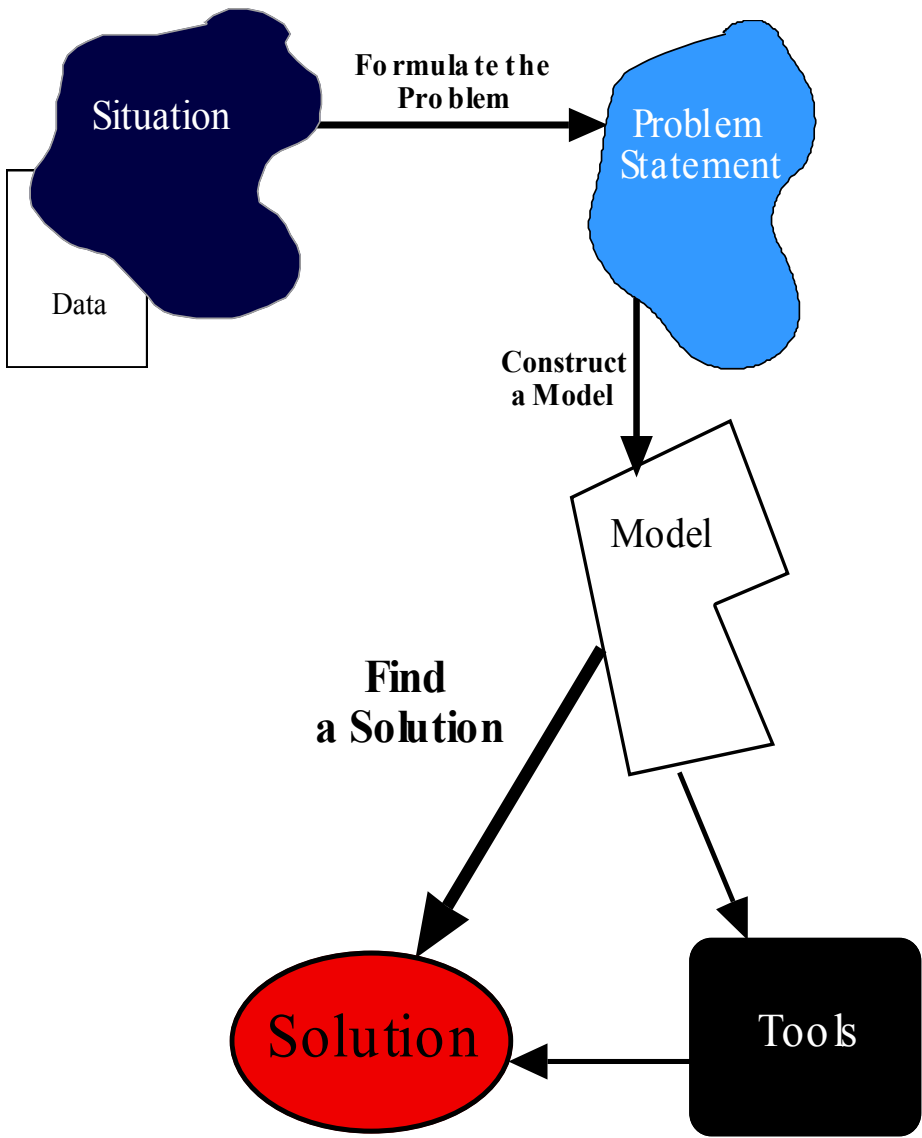 Situation
Formulate the
Problem
Problem
Statement
Data
Construct
a Model
Model
Find
a Solution
Solution
Tools